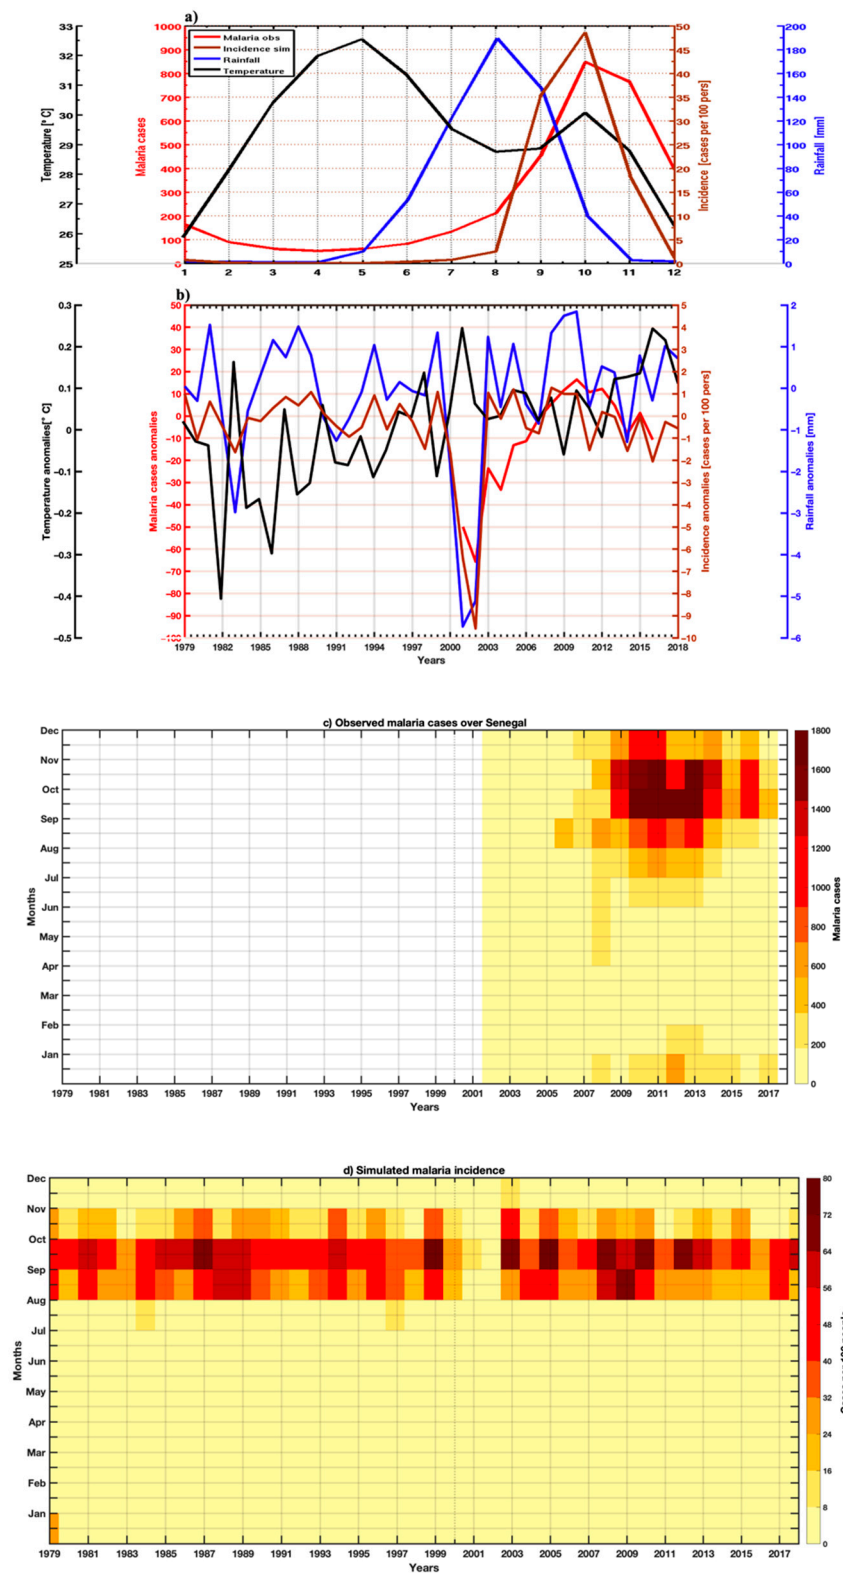 a)
33
32
31
30
29
28
27
26
25
Temperature [° C]
1000
900
800
700
600
500
400
300
200
100
0
Malaria cases
Malaria obs
Incidence sim
Rainfall
Temperature
50
45
40
35
30
25
20
15
10
5
0
Incidence [cases per 100 pers]
200
180
160
140
120
100
80
60
40
20
0
Rainfall [mm]
1 2 3 4 5 6 7 8 9 10 11 12
b)
0.3
0.2
0.1
0
-0.1
-0.2
-0.3
-0.4
-0.5
Temperature anomalies[° C]
50
40
30
20
10
0
-10
-20
-30
-40
-50
-60
-70
-80
-90
-100
Malaria cases anomalies
5
4
3
2
1
0
-1
-2
-3
-4
-5
-6
-7
-8
-9
-10
Incidence anomalies [cases per 100 pers]
2
1
0
-1
-2
-3
-4
-5
-6
Rainfall anomalies [mm]
1979 1982 1985 1988 1991 1994 1997 2000 2003 2006 2009 2012 2015 2018
Years
c) Observed malaria cases over Senegal
Dec
Nov
Oct
Sep
Aug
Jul
Jun
May
Apr
Mar
Feb
Jan
Months
1979 1981 1983 1985 1987 1989 1991 1993 1995 1997 1999 2001 2003 2005 2007 2009 2011 2013 2015 2017
Years
1800
1600
1400
1200
1000
800
600
400
200
0
Malaria cases
d) Simulated malaria incidence
Dec
Nov
Oct
Sep
Aug
Jul
Jun
May
Apr
Mar
Feb
Jan
Months
1979 1981 1983 1985 1987 1989 1991 1993 1995 1997 1999 2001 2003 2005 2007 2009 2011 2013 2015 2017
Years
80
72
64
56
48
40
32
24
16
8
0